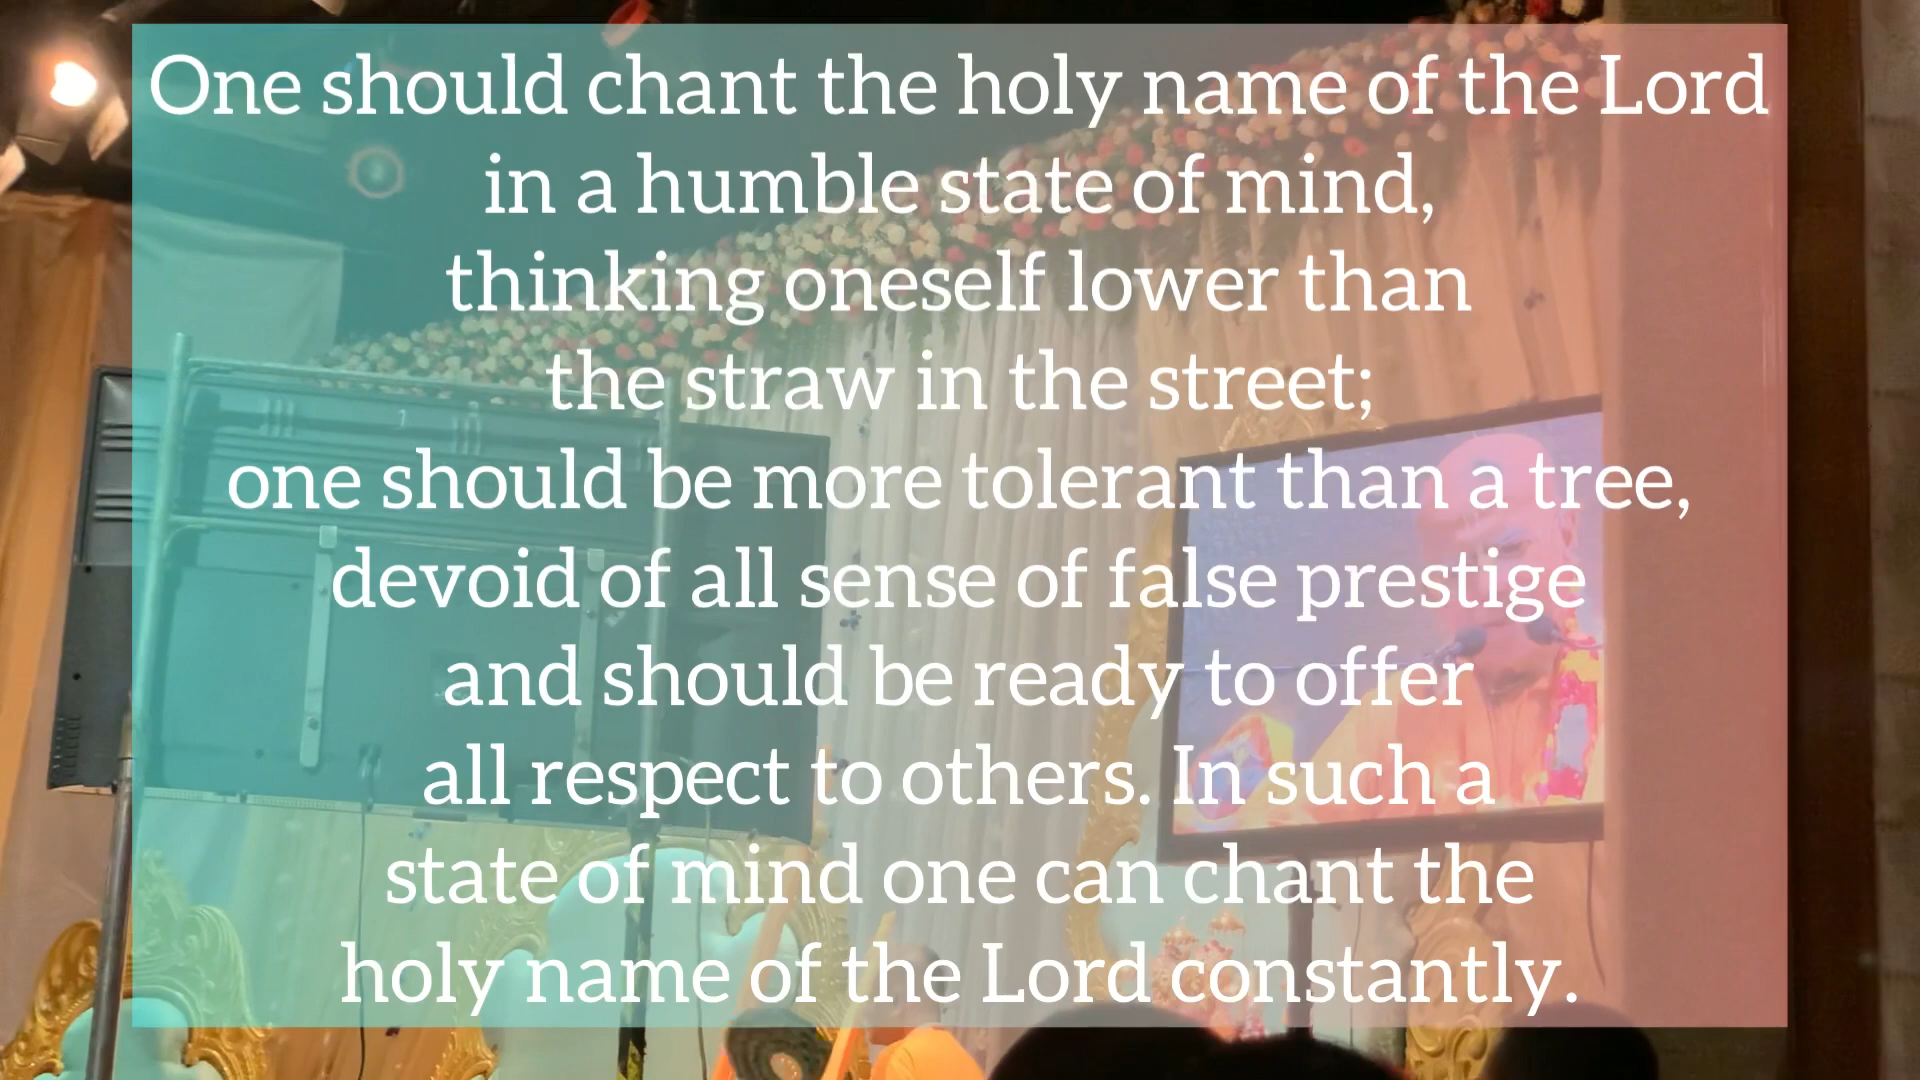 One should chant the holy name of the Lord
in a humble state of mind,
thinking oneself lower than
the straw in the street;
one should be more tolerant than a tree,
devoid of all sense of false prestige
and should be ready to offer
all respect to others. In such a
state of mind one can chant the
holy name of the Lord constantly.